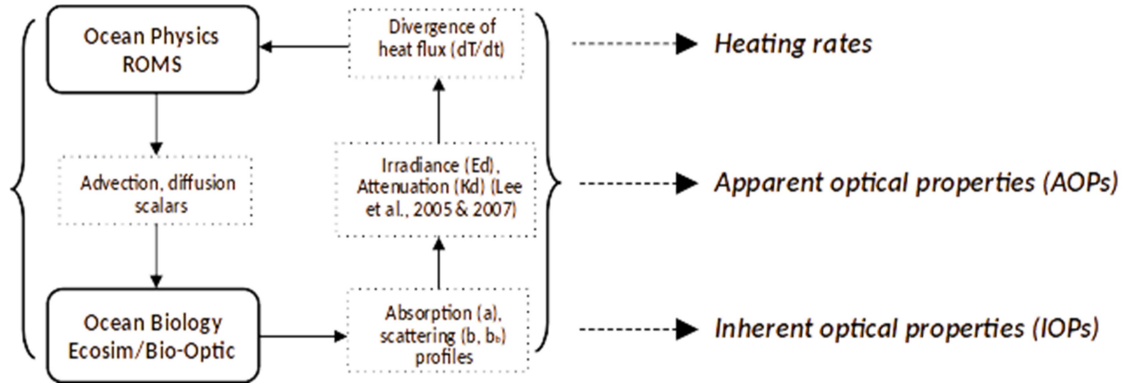 Ocean Physics
ROMS
Divergence of
heat flux (dT/dt)
Heating rates
Advection, diffusion
scalars
Irradiance (Ed),
Attenuation (Kd) (Lee
et al., 2005 & 2007)
Apparent optical properties (AOPs)
Ocean Biology
Ecosim/Bio-Optic
Absorption (a),
scattering (b, bb)
profiles
Inherent optical properties (IOPs)